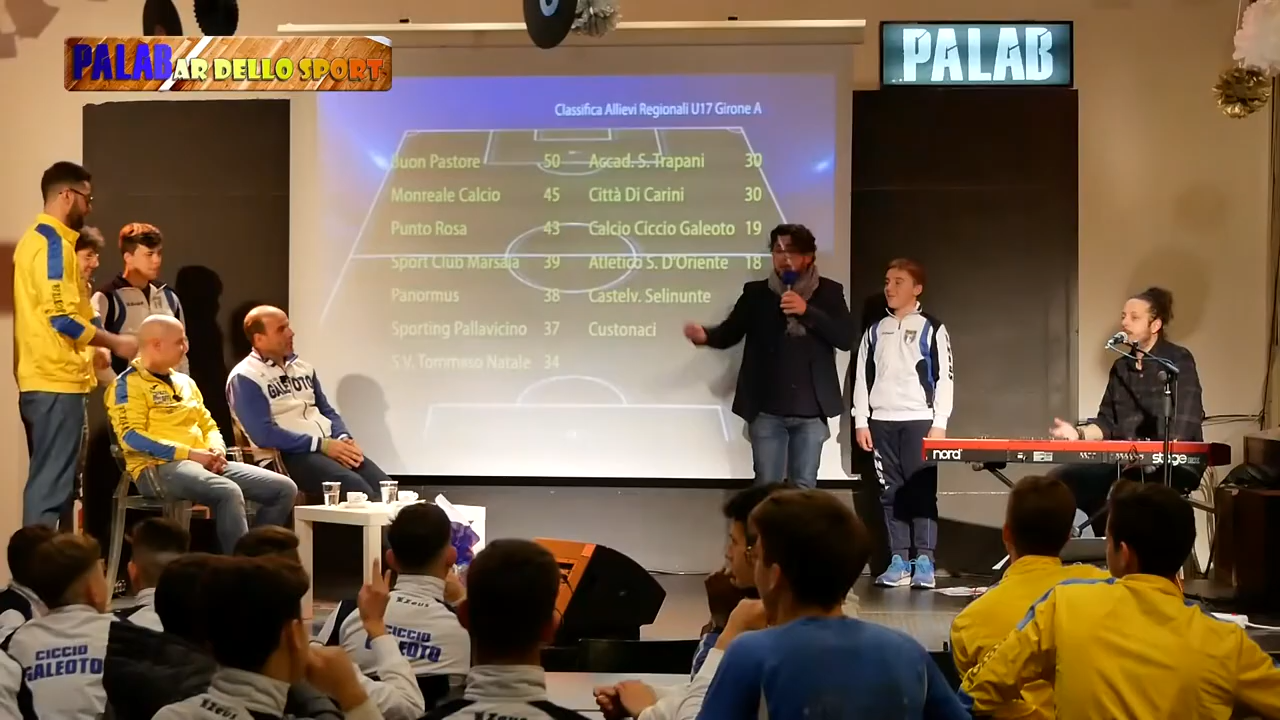 PALABAR DELLO SPORT
PALAB
Classifica Allievi Regionali U17 Girone A
Buon Pastore 50 Accad. S. Trapani 30
Monreale Calcio 45 Città Di Carini 30
Punto Rosa 43 Calcio Ciccio Galeoto 19
Sport Club Marsala 39 Atletico S. D'Oriente 18
Panormus 38 Castelv. Selinunte
Sporting Pallavicino 37 Custonaci
S.V. Tommaso Natale 34
GALEOTO
nord
stage
CICCIO
GALEOTO
Zeus
CICCIO
GALEOTO